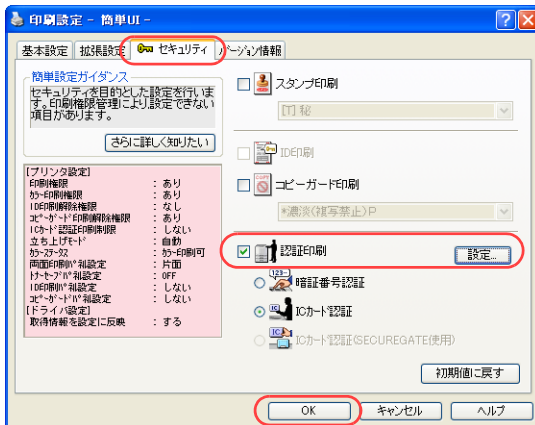 印刷設定 - 簡単UI -
基本設定 拡張設定 セキュリティ バージョン情報
簡単設定ガイダンス
セキュリティを目的とした設定を行いま
す。印刷権限管理により設定できない
項目があります。
さらに詳しく知りたい
[プリンタ設定]
印刷権限 : あり
カラー印刷権限 : あり
ID印刷解除権限 : なし
コピーガード印刷解除権限 : あり
ICカード認証印刷制限 : しない
立ち上げモード : 自動
カラーステータス : カラー印刷可
両面印刷パネル設定 : 片面
トナーセーブパネル設定 : OFF
ID印刷パネル設定 : しない
コピーガードパネル設定 : しない
[ドライバ設定]
取得情報を設定に反映 : する
スタンプ印刷
[T] 秘
ID印刷
コピーガード印刷
*濃淡(複写禁止)P
認証印刷 設定...
暗証番号認証
ICカード認証
ICカード認証(SECUREGATE使用)
初期値に戻す
OK キャンセル ヘルプ